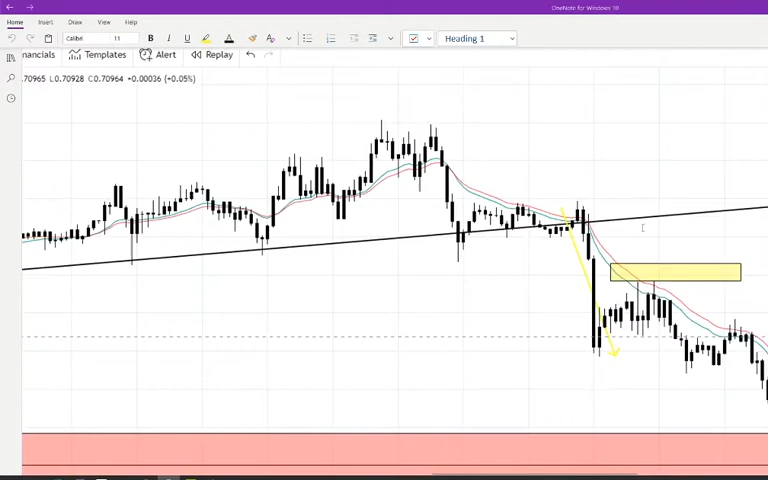 OneNote for Windows 10
Home Insert Draw View Help
Calibri 11 B I U A Heading 1
nancials Templates Alert Replay
.70965 L0.70928 C0.70964 +0.00036 (+0.05%)